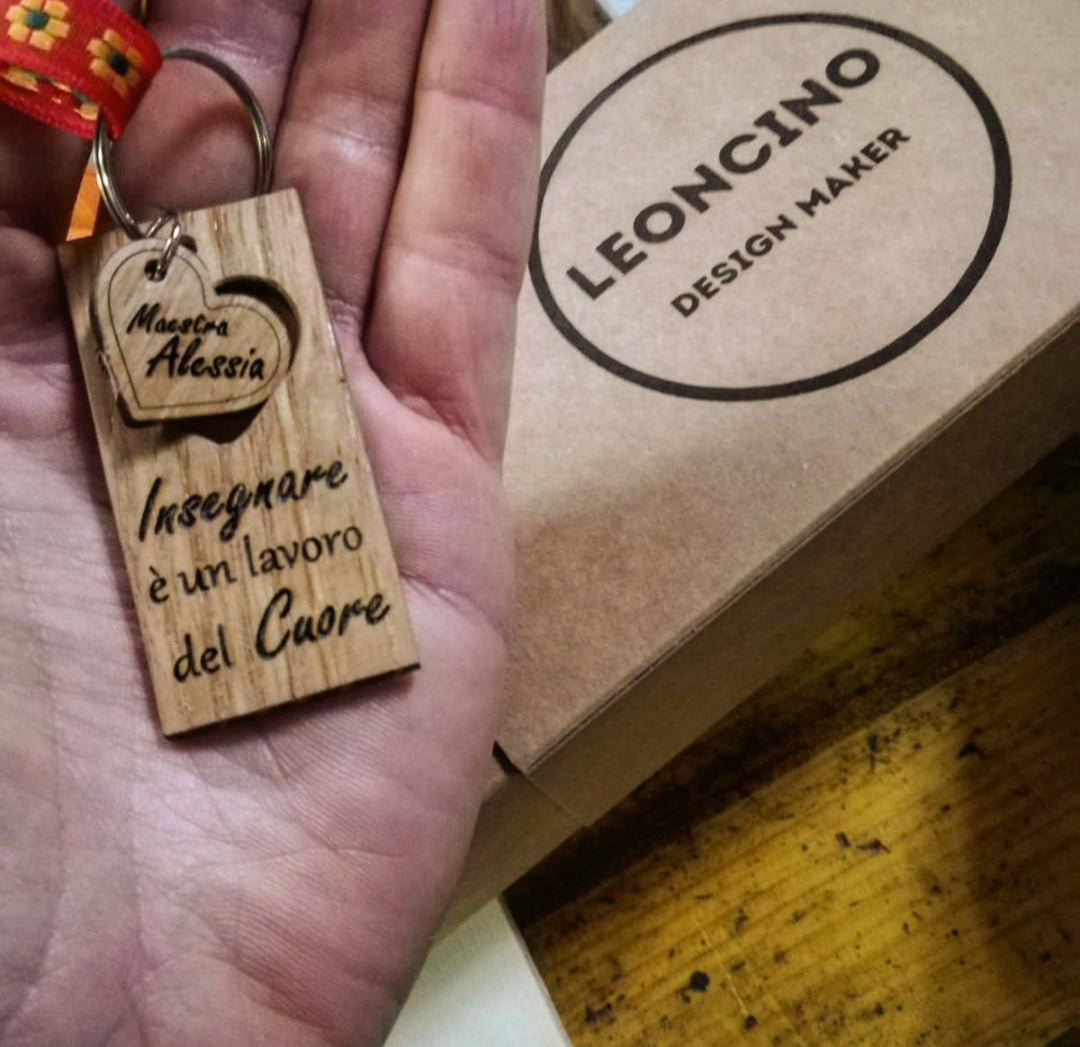 Maestra
Alessia
Insegnare
è un lavoro
del Cuore
LEONCINO
DESIGN MAKER